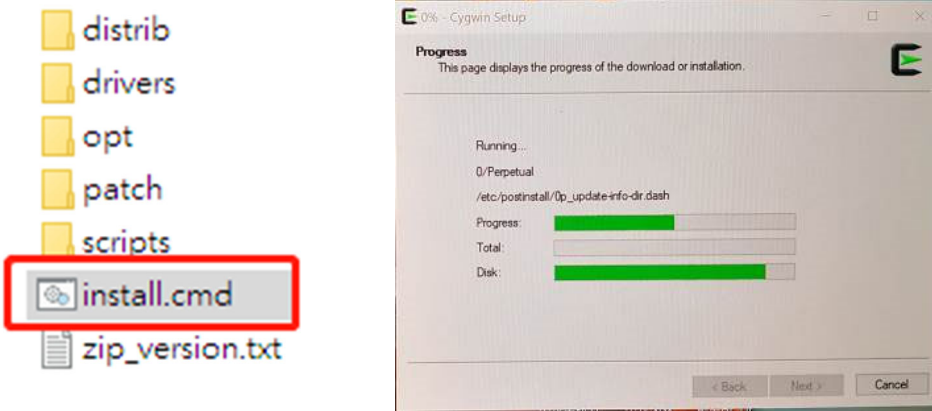 distrib
drivers
opt
patch
scripts
install.cmd
zip_version.txt
0% - Cygwin Setup
Progress
This page displays the progress of the download or installation.
Running...
0/Perpetual
/etc/postinstall/0p_update-info-dir.dash
Progress:
Total:
Disk:
< Back
Next >
Cancel